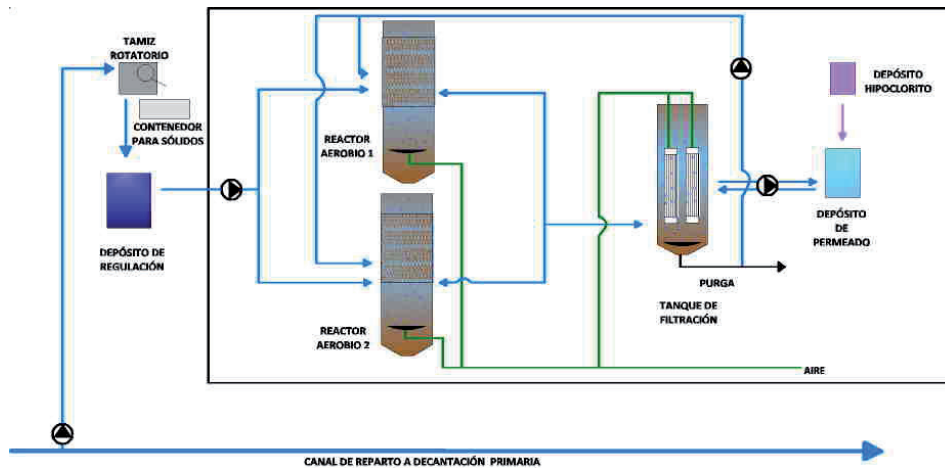 TAMIZ
ROTATORIO
CONTENEDOR
PARA SÓLIDOS
DEPÓSITO DE
REGULACIÓN
REACTOR
AEROBIO 1
REACTOR
AEROBIO 2
DEPÓSITO
HIPOCLORITO
DEPÓSITO
DE
PERMEADO
PURGA
TANQUE DE
FILTRACIÓN
AIRE
CANAL DE REPARTO A DECANTACIÓN PRIMARIA